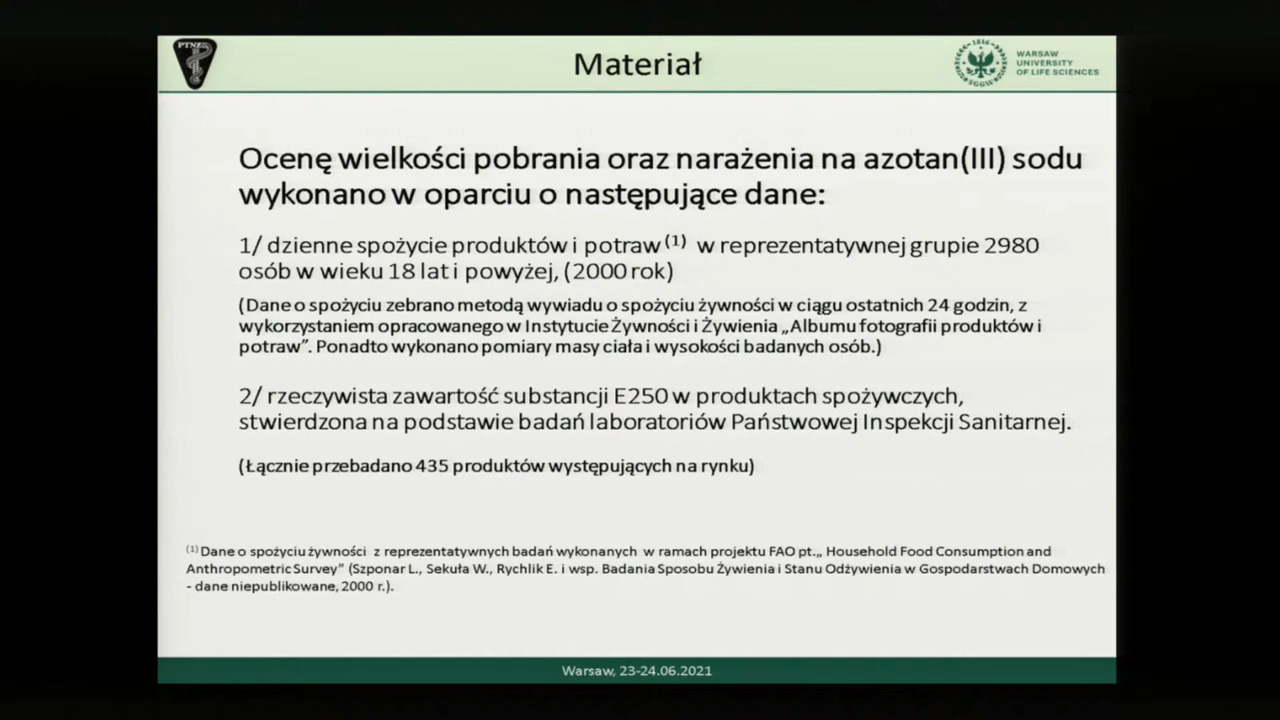 PTNZ
Materiał
1816
SGGW
WARSAW
UNIVERSITY
OF LIFE SCIENCES
Ocenę wielkości pobrania oraz narażenia na azotan(III) sodu
wykonano w oparciu o następujące dane:
1/ dzienne spożycie produktów i potraw (1) w reprezentatywnej grupie 2980
osób w wieku 18 lat i powyżej, (2000 rok)
(Dane o spożyciu zebrano metodą wywiadu o spożyciu żywności w ciągu ostatnich 24 godzin, z
wykorzystaniem opracowanego w Instytucie Żywności i Żywienia „Albumu fotografii produktów i
potraw”. Ponadto wykonano pomiary masy ciała i wysokości badanych osób.)
2/ rzeczywista zawartość substancji E250 w produktach spożywczych,
stwierdzona na podstawie badań laboratoriów Państwowej Inspekcji Sanitarnej.
(Łącznie przebadano 435 produktów występujących na rynku)
(1) Dane o spożyciu żywności z reprezentatywnych badań wykonanych w ramach projektu FAO pt.„ Household Food Consumption and
Anthropometric Survey” (Szponar L., Sekuła W., Rychlik E. i wsp. Badania Sposobu Żywienia i Stanu Odżywienia w Gospodarstwach Domowych
- dane niepublikowane, 2000 r.).
Warsaw, 23-24.06.2021